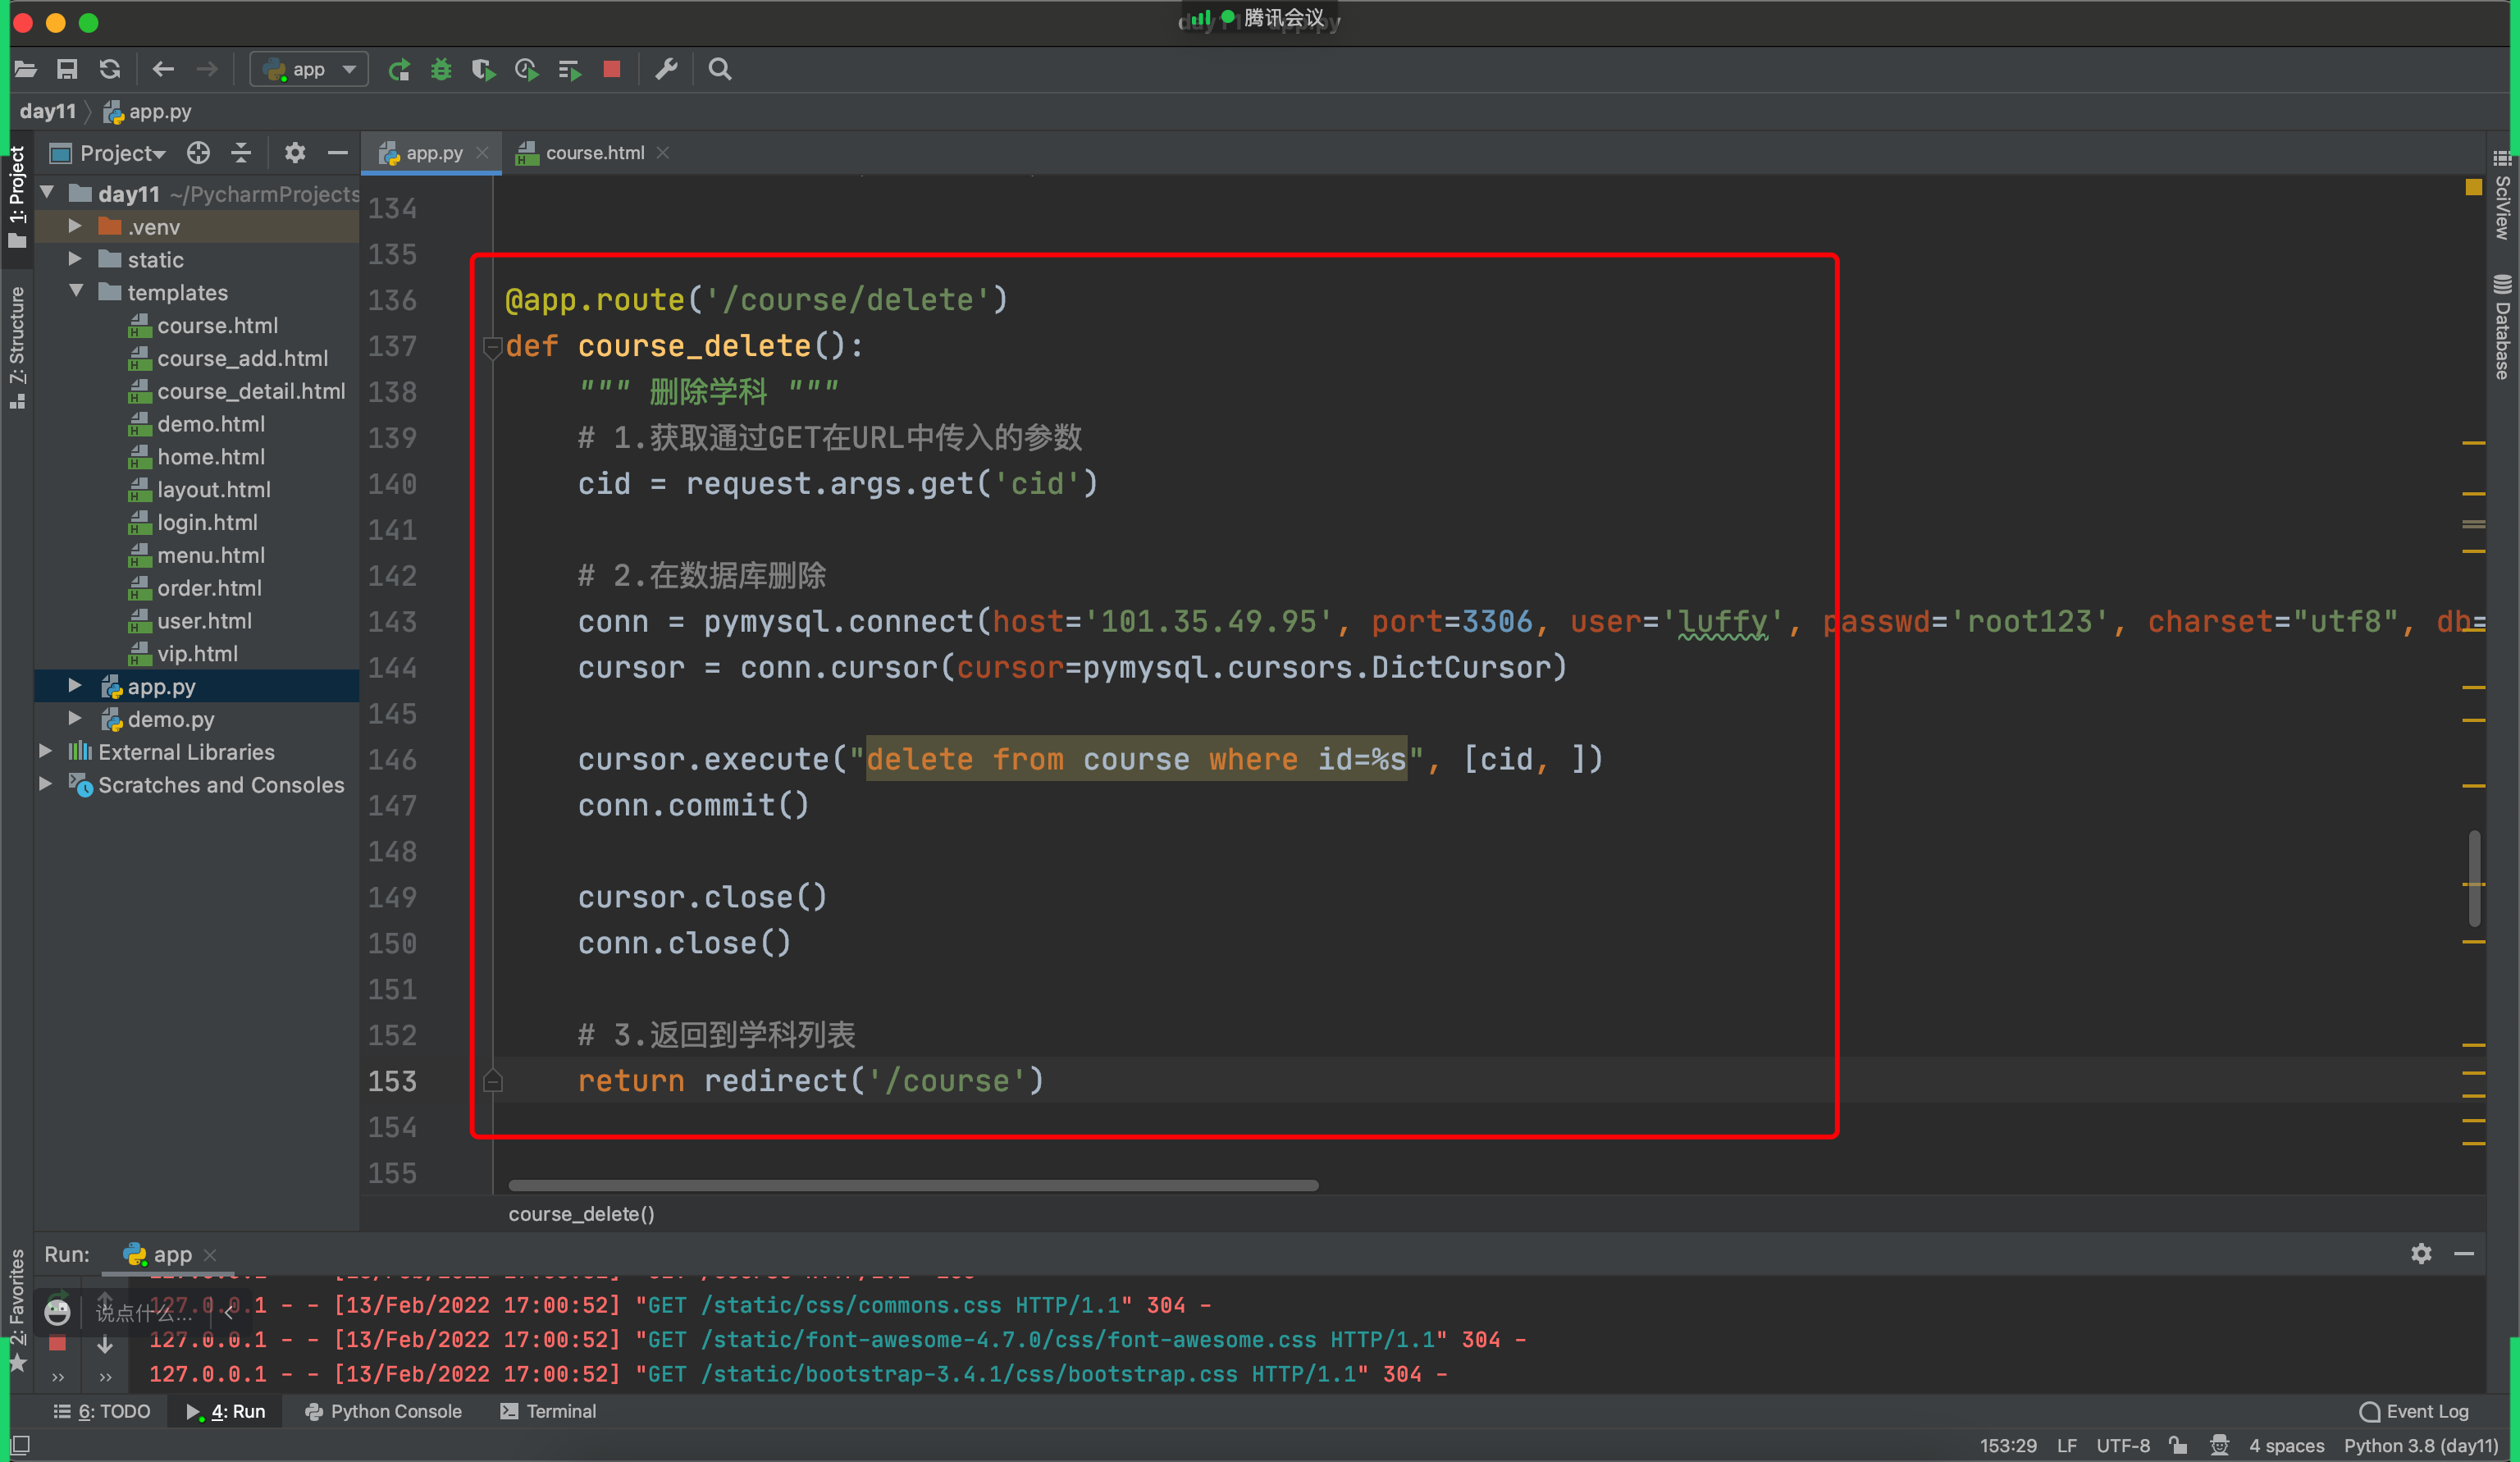 腾讯会议
app
day11
app.py
Project
app.py
course.html
1: Project
7: Structure
2: Favorites
SciView
Database
day11 ~/PycharmProjects
.venv
static
templates
course.html
course_add.html
course_detail.html
demo.html
home.html
layout.html
login.html
menu.html
order.html
user.html
vip.html
app.py
demo.py
External Libraries
Scratches and Consoles
134
135
136 @app.route('/course/delete')
137 def course_delete():
138 """ 删除学科 """
139 # 1.获取通过GET在URL中传入的参数
140 cid = request.args.get('cid')
141
142 # 2.在数据库删除
143 conn = pymysql.connect(host='101.35.49.95', port=3306, user='luffy', passwd='root123', charset="utf8", db=
144 cursor = conn.cursor(cursor=pymysql.cursors.DictCursor)
145
146 cursor.execute("delete from course where id=%s", [cid, ])
147 conn.commit()
148
149 cursor.close()
150 conn.close()
151
152 # 3.返回到学科列表
153 return redirect('/course')
154
155
course_delete()
Run: app
说点什么...
127.0.0.1 - - [13/Feb/2022 17:00:52] "GET /static/css/commons.css HTTP/1.1" 304 -
127.0.0.1 - - [13/Feb/2022 17:00:52] "GET /static/font-awesome-4.7.0/css/font-awesome.css HTTP/1.1" 304 -
127.0.0.1 - - [13/Feb/2022 17:00:52] "GET /static/bootstrap-3.4.1/css/bootstrap.css HTTP/1.1" 304 -
6: TODO 4: Run Python Console Terminal Event Log
153:29 LF UTF-8 4 spaces Python 3.8 (day11)